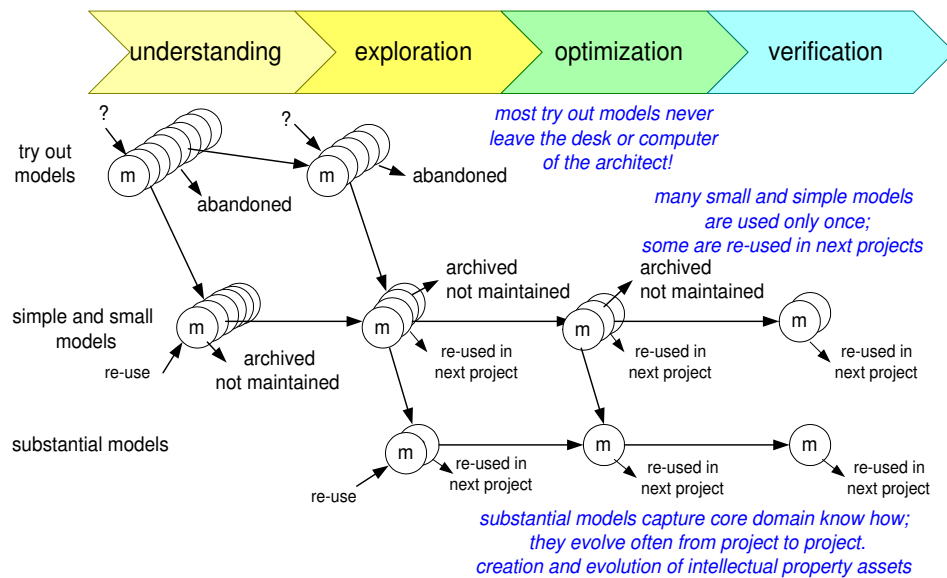 understanding
exploration
optimization
verification
?
?
most try out models never
leave the desk or computer
of the architect!
try out
models
m
m
abandoned
abandoned
many small and simple models
are used only once;
some are re-used in next projects
archived
not maintained
archived
not maintained
simple and small
models
m
m
m
m
re-use
archived
not maintained
re-used in
next project
re-used in
next project
re-used in
next project
substantial models
m
m
m
re-use
re-used in
next project
re-used in
next project
re-used in
next project
substantial models capture core domain know how;
they evolve often from project to project.
creation and evolution of intellectual property assets